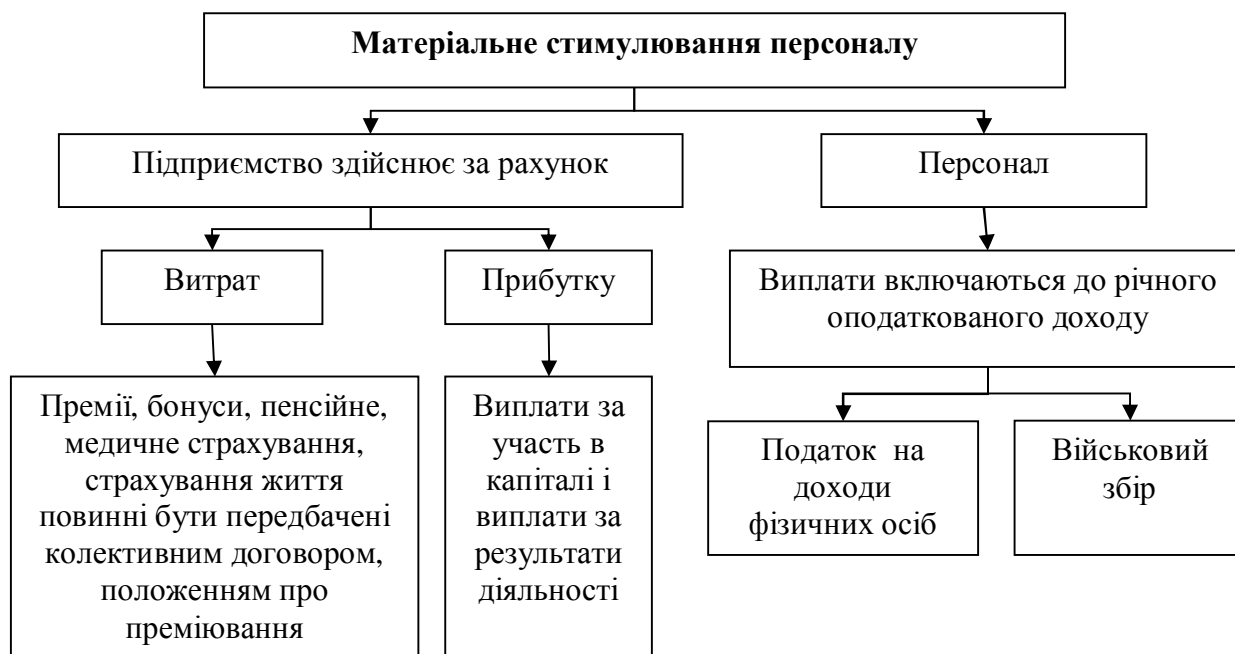 Матеріальне стимулювання персоналу
Підприємство здійснює за рахунок
Персонал
Витрат
Прибутку
Виплати включаються до річного
оподаткованого доходу
Премії, бонуси, пенсійне,
медичне страхування,
страхування життя
повинні бути передбачені
колективним договором,
положенням про
преміювання
Виплати за
участь в
капіталі і
виплати за
результати
діяльності
Податок на
доходи
фізичних осіб
Військовий
збір